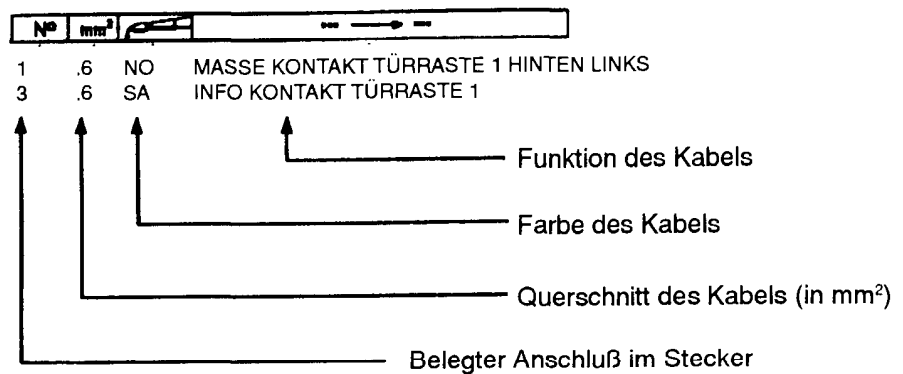 Nº mm²
1 .6 NO MASSE KONTAKT TÜRRASTE 1 HINTEN LINKS
3 .6 SA INFO KONTAKT TÜRRASTE 1
Funktion des Kabels
Farbe des Kabels
Querschnitt des Kabels (in mm²)
Belegter Anschluß im Stecker